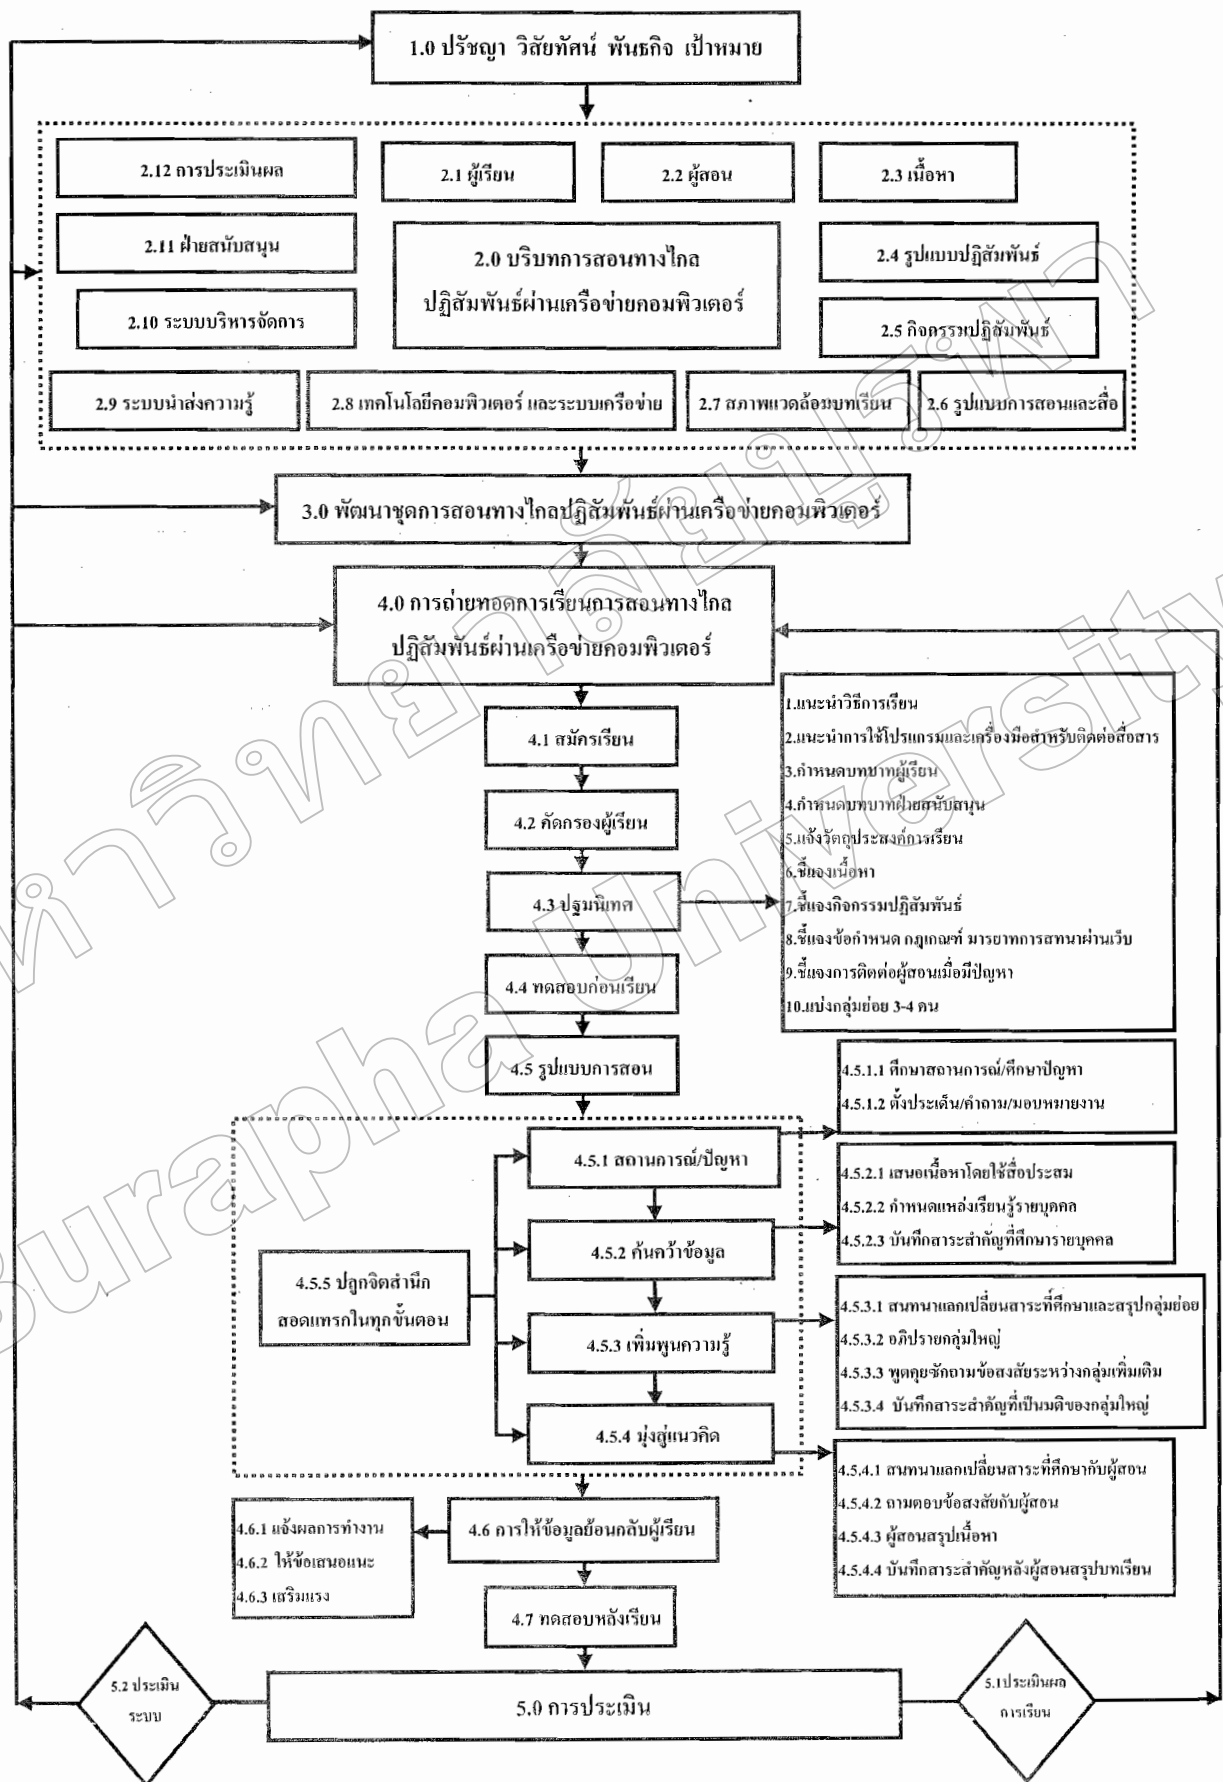 1.0 ปรัชญา วิสัยทัศน์ พันธกิจ เป้าหมาย
2.12 การประเมินผล
2.1 ผู้เรียน
2.2 ผู้สอน
2.3 เนื้อหา
2.11 ฝ่ายสนับสนุน
2.0 บริบทการสอนทางไกล
ปฏิสัมพันธ์ผ่านเครือข่ายคอมพิวเตอร์
2.4 รูปแบบปฏิสัมพันธ์
2.10 ระบบบริหารจัดการ
2.5 กิจกรรมปฏิสัมพันธ์
2.9 ระบบนำส่งความรู้
2.8 เทคโนโลยีคอมพิวเตอร์ และระบบเครือข่าย
2.7 สภาพแวดล้อมบทเรียน
2.6 รูปแบบการสอนและสื่อ
3.0 พัฒนาชุดการสอนทางไกลปฏิสัมพันธ์ผ่านเครือข่ายคอมพิวเตอร์
4.0 การถ่ายทอดการเรียนการสอนทางไกล
ปฏิสัมพันธ์ผ่านเครือข่ายคอมพิวเตอร์
4.1 สมัครเรียน
4.2 คัดกรองผู้เรียน
4.3 ปฐมนิเทศ
1.แนะนำวิธีการเรียน
2.แนะนำการใช้โปรแกรมและเครื่องมือสำหรับติดต่อสื่อสาร
3.กำหนดบทบาทผู้เรียน
4.กำหนดบทบาทฝ่ายสนับสนุน
5.แจ้งวัตถุประสงค์การเรียน
6.ชี้แจงเนื้อหา
7.ชี้แจงกิจกรรมปฏิสัมพันธ์
8.ชี้แจงข้อกำหนด กฎเกณฑ์ มารยาทการสทนาผ่านเว็บ
9.ชี้แจงการติดต่อผู้สอนเมื่อมีปัญหา
10.แบ่งกลุ่มย่อย 3-4 คน
4.4 ทดสอบก่อนเรียน
4.5 รูปแบบการสอน
4.5.1 สถานการณ์/ปัญหา
4.5.1.1 ศึกษาสถานการณ์/ศึกษาปัญหา
4.5.1.2 ตั้งประเด็น/คำถาม/มอบหมายงาน
4.5.2 ค้นคว้าข้อมูล
4.5.2.1 เสนอเนื้อหาโดยใช้สื่อประสม
4.5.2.2 กำหนดแหล่งเรียนรู้รายบุคคล
4.5.2.3 บันทึกสาระสำคัญที่ศึกษารายบุคคล
4.5.5 ปลูกจิตสำนึก
สอดแทรกในทุกขั้นตอน
4.5.3 เพิ่มพูนความรู้
4.5.3.1 สนทนาแลกเปลี่ยนสาระที่ศึกษาและสรุปกลุ่มย่อย
4.5.3.2 อภิปรายกลุ่มใหญ่
4.5.3.3 พูดคุยซักถามข้อสงสัยระหว่างกลุ่มเพิ่มเติม
4.5.3.4 บันทึกสาระสำคัญที่เป็นมติของกลุ่มใหญ่
4.5.4 มุ่งสู่แนวคิด
4.5.4.1 สนทนาแลกเปลี่ยนสาระที่ศึกษากับผู้สอน
4.5.4.2 ถามตอบข้อสงสัยกับผู้สอน
4.5.4.3 ผู้สอนสรุปเนื้อหา
4.5.4.4 บันทึกสาระสำคัญหลังผู้สอนสรุปบทเรียน
4.6 การให้ข้อมูลย้อนกลับผู้เรียน
4.6.1 แจ้งผลการทำงาน
4.6.2 ให้ข้อเสนอแนะ
4.6.3 เสริมแรง
4.7 ทดสอบหลังเรียน
5.2 ประเมิน
ระบบ
5.0 การประเมิน
5.1ประเมินผล
การเรียน
มหาวิทยาลัยบูรพา
Burapha University